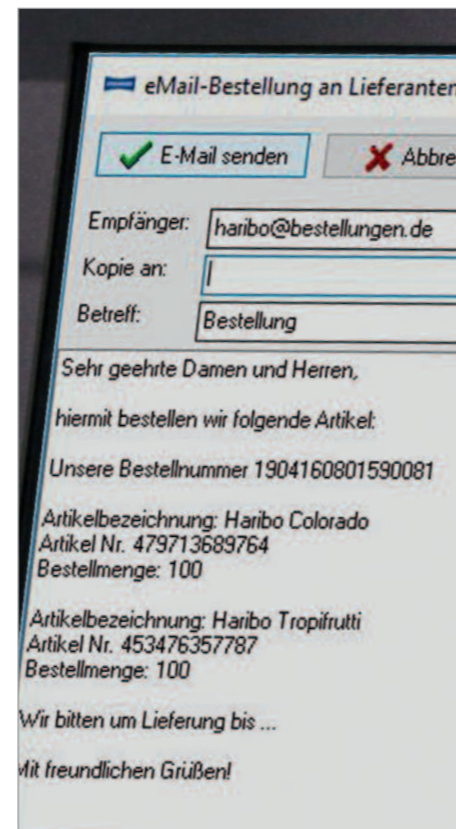 eMail-Bestellung an Lieferanten
E-Mail senden Abbre
Empfänger: haribo@bestellungen.de
Kopie an:
Betreff: Bestellung
Sehr geehrte Damen und Herren,
hiermit bestellen wir folgende Artikel:
Unsere Bestellnummer 1904160801590081
Artikelbezeichnung: Haribo Colorado
Artikel Nr. 479713689764
Bestellmenge: 100
Artikelbezeichnung: Haribo Tropifrutti
Artikel Nr. 453476357787
Bestellmenge: 100
Wir bitten um Lieferung bis ...
Mit freundlichen Grüßen!